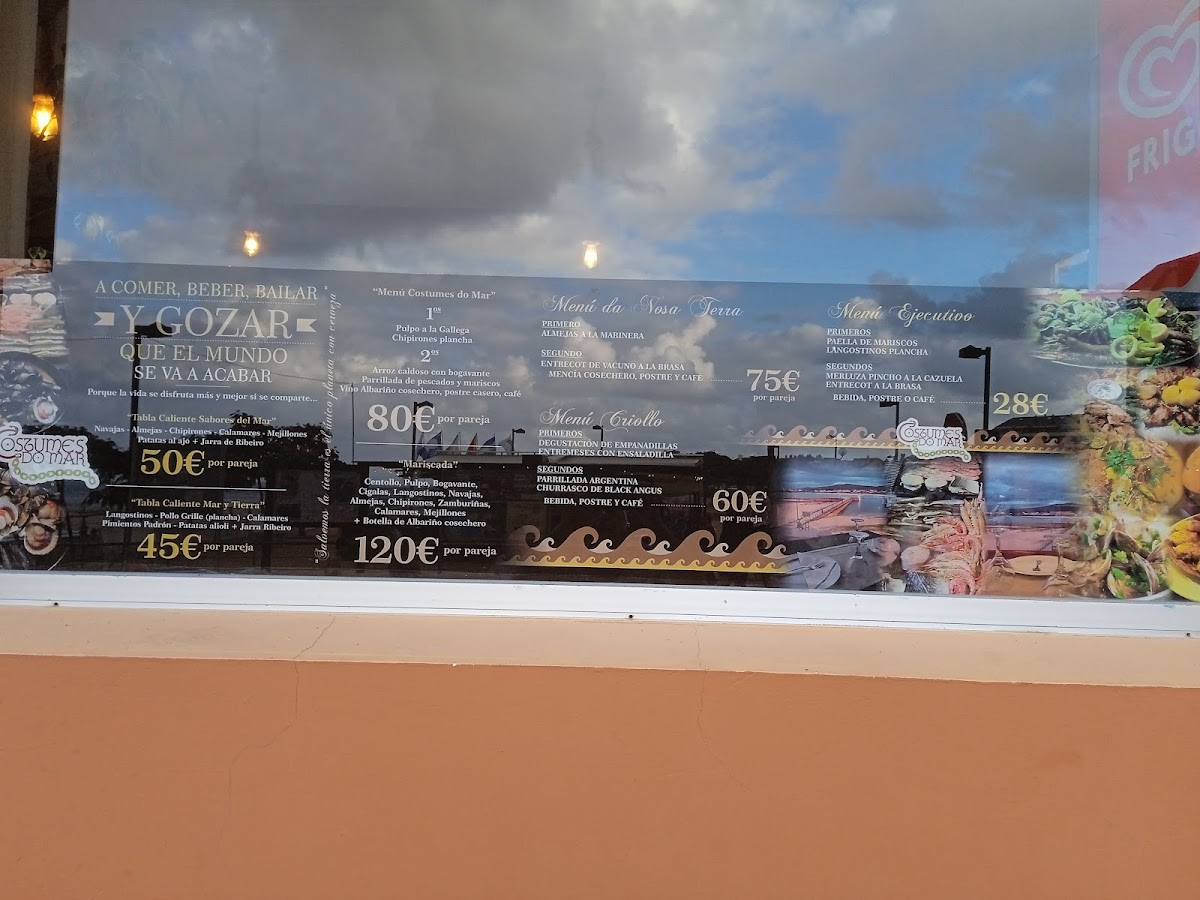 A COMER, BEBER, BAILAR
Y GOZAR
QUE EL MUNDO
SE VA A ACABAR
Porque la vida se disfruta más y mejor si se comparte...
"Tabla Caliente Sabores del Mar"
Navajas - Almejas - Chipirones - Calamares - Mejillones
Patatas al ajo + Jarra de Ribeiro
50€ por pareja
"Tabla Caliente Mar y Tierra"
Langostinos - Pollo Grille (plancha) - Calamares
Pimientos Padrón - Patatas alioli + Jarra Ribeiro
45€ por pareja
"Salvemos la tierra es el único planeta con cerveza"
"Menú Costumes do Mar"
1os
Pulpo a la Gallega
Chipirones plancha
2os
Arroz caldoso con bogavante
Parrillada de pescados y mariscos
Vino Albariño cosechero, postre casero, café
80€ por pareja
"Mariscada"
Centollo, Pulpo, Bogavante,
Cigalas, Langostinos, Navajas,
Almejas, Chipirones, Zamburiñas,
Calamares, Mejillones
+ Botella de Albariño cosechero
120€ por pareja
Menú da Nosa Terra
PRIMERO
ALMEJAS A LA MARINERA
SEGUNDO
ENTRECOT DE VACUNO A LA BRASA
MENCÍA COSECHERO, POSTRE Y CAFÉ
75€
por pareja
Menú Criollo
PRIMEROS
DEGUSTACIÓN DE EMPANADILLAS
ENTREMESES CON ENSALADILLA
SEGUNDOS
PARRILLADA ARGENTINA
CHURRASCO DE BLACK ANGUS
BEBIDA, POSTRE Y CAFÉ
60€
por pareja
Menú Ejecutivo
PRIMEROS
PAELLA DE MARISCOS
LANGOSTINOS PLANCHA
SEGUNDOS
MERLUZA PINCHO A LA CAZUELA
ENTRECOT A LA BRASA
BEBIDA, POSTRE O CAFÉ
28€
COSTUMES
DO MAR
COSTUMES
DO MAR
FRIG